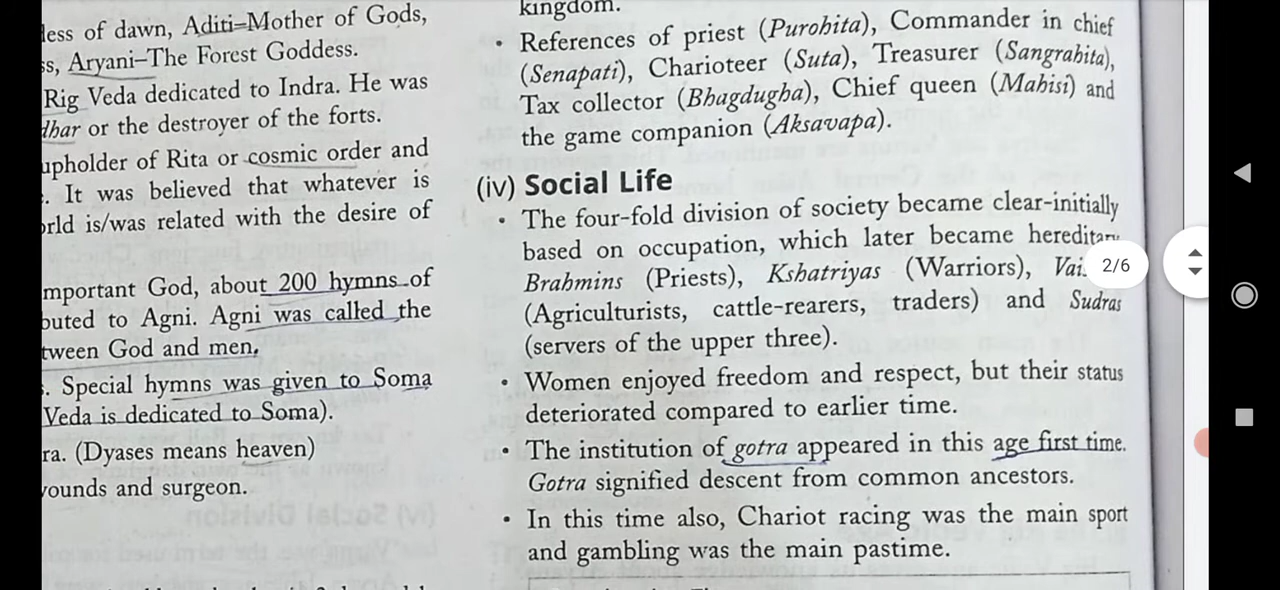 less of dawn, Aditi–Mother of Gods,
ss, Aryani–The Forest Goddess.
Rig Veda dedicated to Indra. He was
dhar or the destroyer of the forts.
upholder of Rita or cosmic order and
. It was believed that whatever is
orld is/was related with the desire of
mportant God, about 200 hymns of
buted to Agni. Agni was called the
tween God and men.
. Special hymns was given to Soma
Veda is dedicated to Soma).
ra. (Dyases means heaven)
wounds and surgeon.
kingdom.
• References of priest (Purohita), Commander in chief
(Senapati), Charioteer (Suta), Treasurer (Sangrahita),
Tax collector (Bhagdugha), Chief queen (Mahisi) and
the game companion (Aksavapa).
(iv) Social Life
• The four-fold division of society became clear-initially
based on occupation, which later became hereditary
Brahmins (Priests), Kshatriyas (Warriors), Vai
(Agriculturists, cattle-rearers, traders) and Sudras
(servers of the upper three).
• Women enjoyed freedom and respect, but their status
deteriorated compared to earlier time.
• The institution of gotra appeared in this age first time.
Gotra signified descent from common ancestors.
• In this time also, Chariot racing was the main sport
and gambling was the main pastime.
2/6